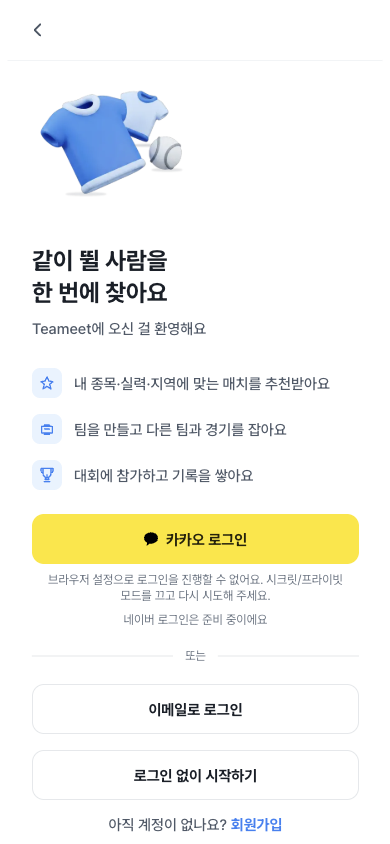 같이 뛸 사람을
한 번에 찾아요
Teameet에 오신 걸 환영해요
내 종목·실력·지역에 맞는 매치를 추천받아요
팀을 만들고 다른 팀과 경기를 잡아요
대회에 참가하고 기록을 쌓아요
카카오 로그인
브라우저 설정으로 로그인을 진행할 수 없어요. 시크릿/프라이빗
모드를 끄고 다시 시도해 주세요.
네이버 로그인은 준비 중이에요
또는
이메일로 로그인
로그인 없이 시작하기
아직 계정이 없나요? 회원가입